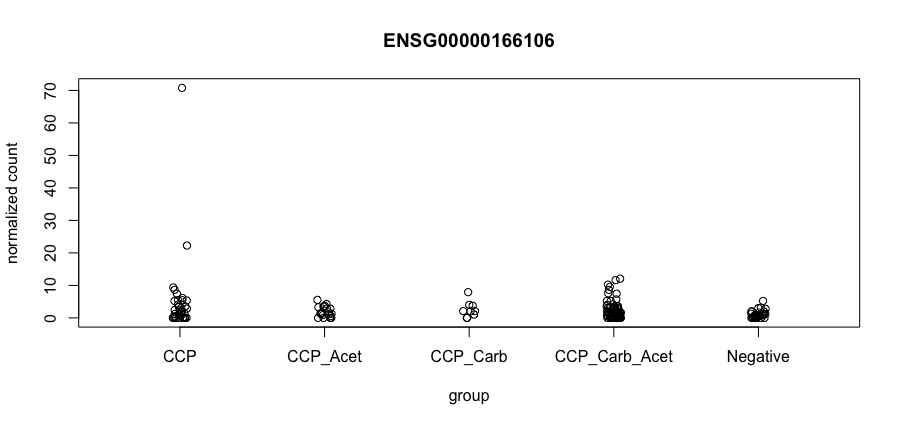 ENSG00000166106
normalized count
70
60
50
40
30
20
10
0
CCP CCP_Acet CCP_Carb CCP_Carb_Acet Negative
group